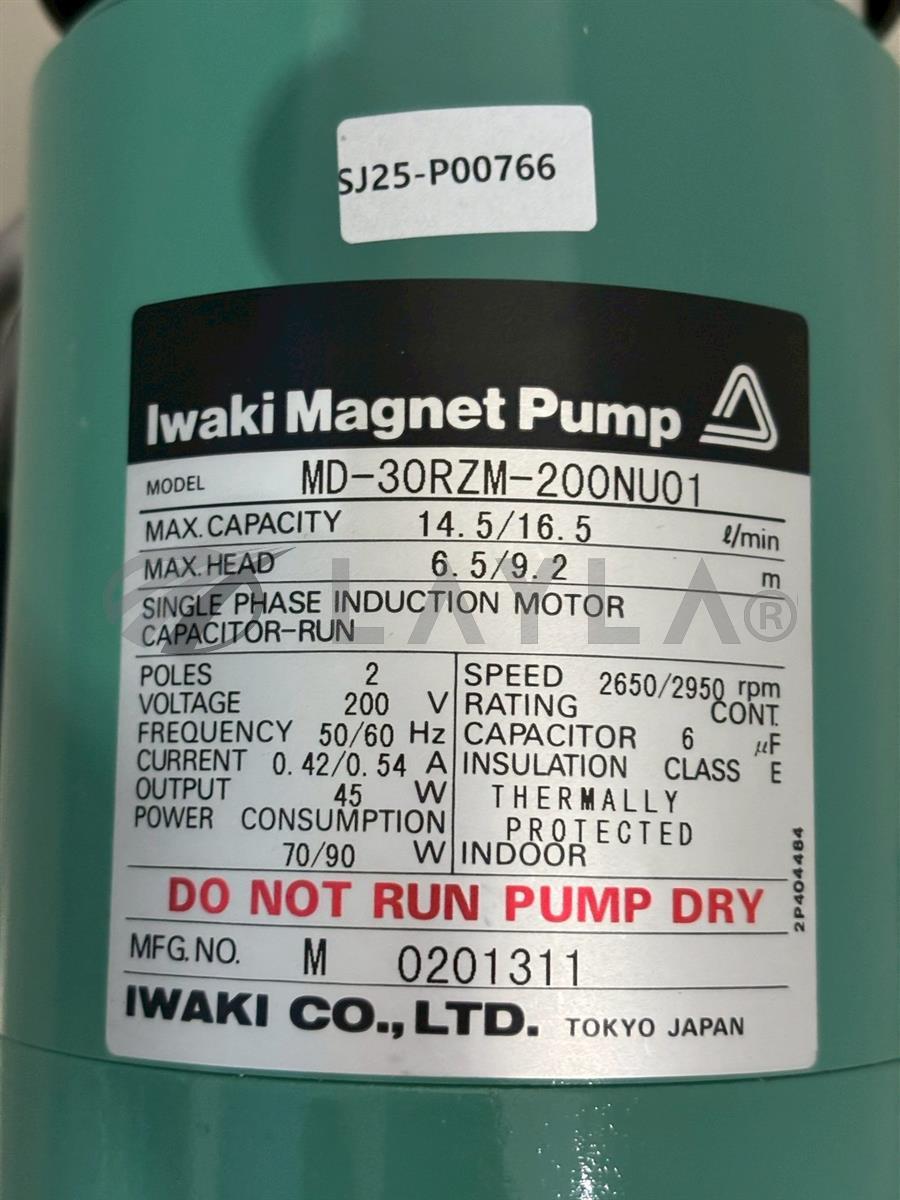 SJ25-P00766
Iwaki Magnet Pump
MODEL MD-30RZM-200NU01
MAX. CAPACITY 14.5/16.5 ℓ/min
MAX. HEAD 6.5/9.2 m
LAYLA®
SINGLE PHASE INDUCTION MOTOR
CAPACITOR-RUN
POLES 2
VOLTAGE 200 V
FREQUENCY 50/60 Hz
CURRENT 0.42/0.54 A
OUTPUT 45 W
POWER CONSUMPTION
70/90 W
SPEED 2650/2950 rpm
RATING CONT.
CAPACITOR 6 μF
INSULATION CLASS E
THERMALLY
PROTECTED
INDOOR
2P404484
DO NOT RUN PUMP DRY
MFG. NO. M 0201311
IWAKI CO., LTD. TOKYO JAPAN